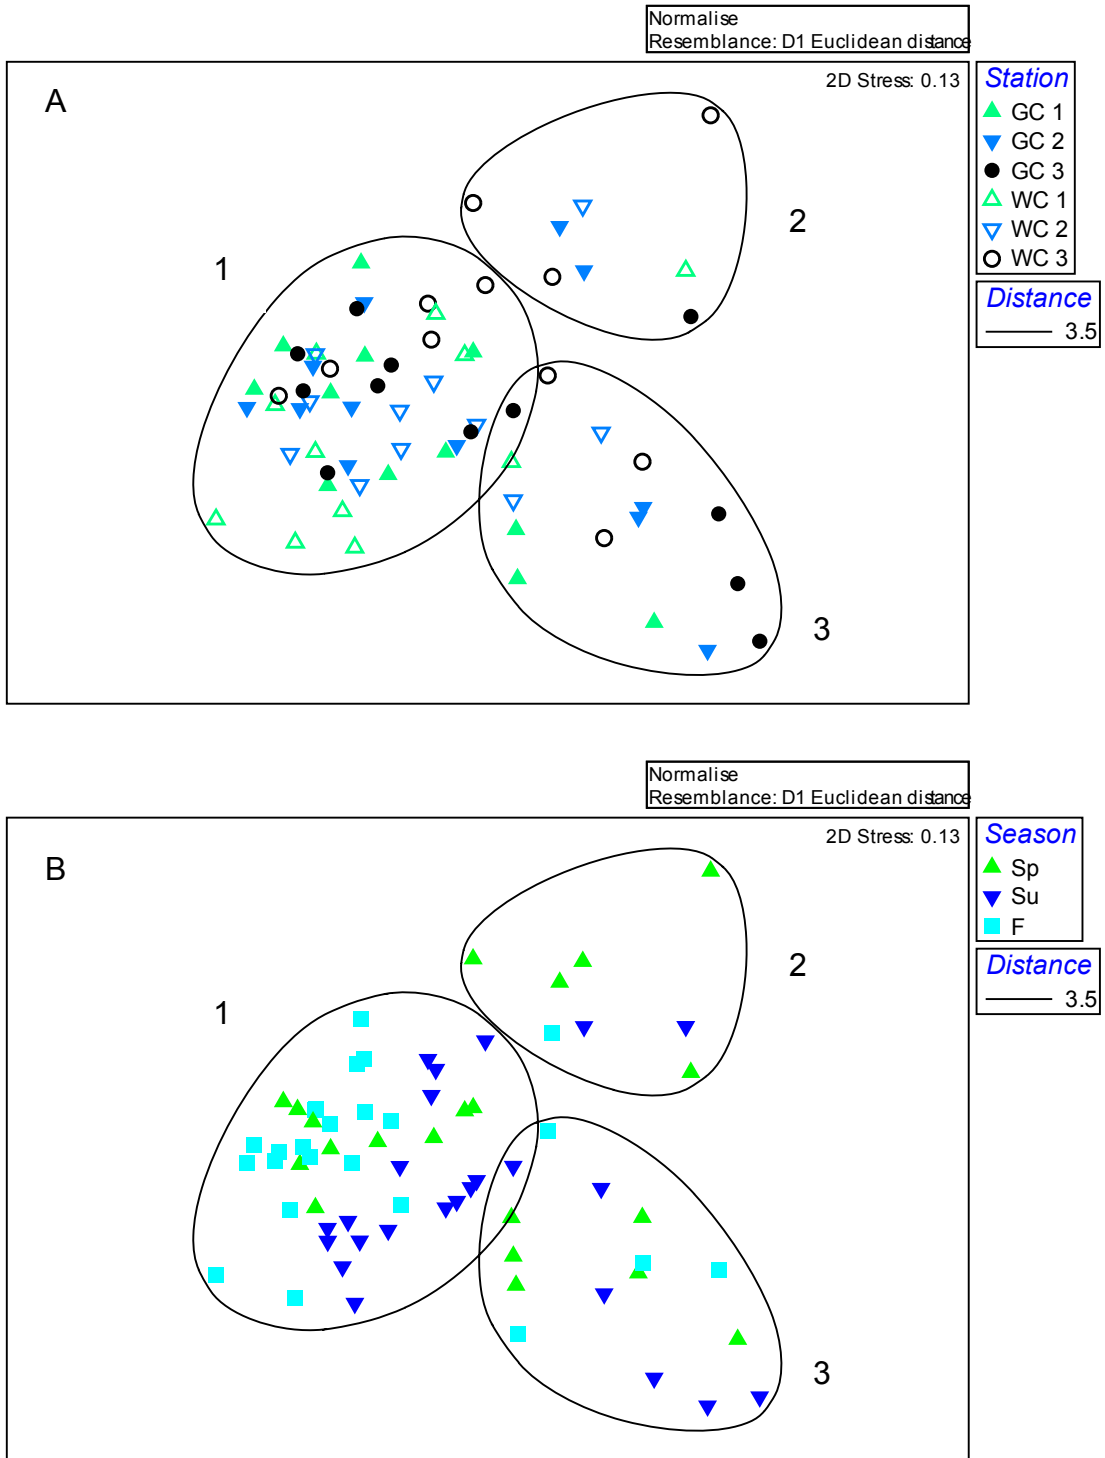 Normalise
Resemblance: D1 Euclidean distance
A
2D Stress: 0.13
Station
GC 1
GC 2
GC 3
WC 1
WC 2
WC 3
Distance
3.5
1
2
3
Normalise
Resemblance: D1 Euclidean distance
B
2D Stress: 0.13
Season
Sp
Su
F
Distance
3.5
1
2
3